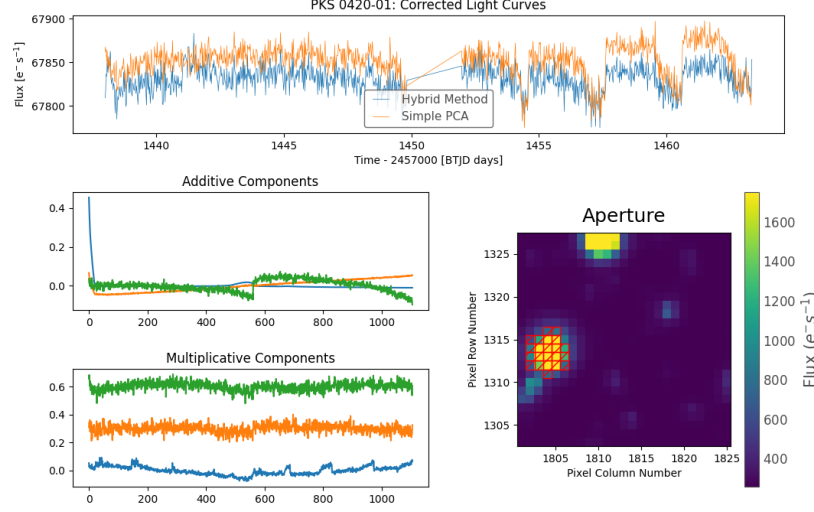 PKS 0420-01: Corrected Light Curves
67900
67850
67800
Flux [e⁻ s⁻¹]
Hybrid Method
Simple PCA
1440 1445 1450 1455 1460
Time - 2457000 [BTJD days]
Additive Components
0.4
0.2
0.0
0 200 400 600 800 1000
Multiplicative Components
0.6
0.4
0.2
0.0
0 200 400 600 800 1000
Aperture
1325
1320
1315
1310
1305
Pixel Row Number
1805 1810 1815 1820 1825
Pixel Column Number
1600
1400
1200
1000
800
600
400
Flux (e⁻ s⁻¹)